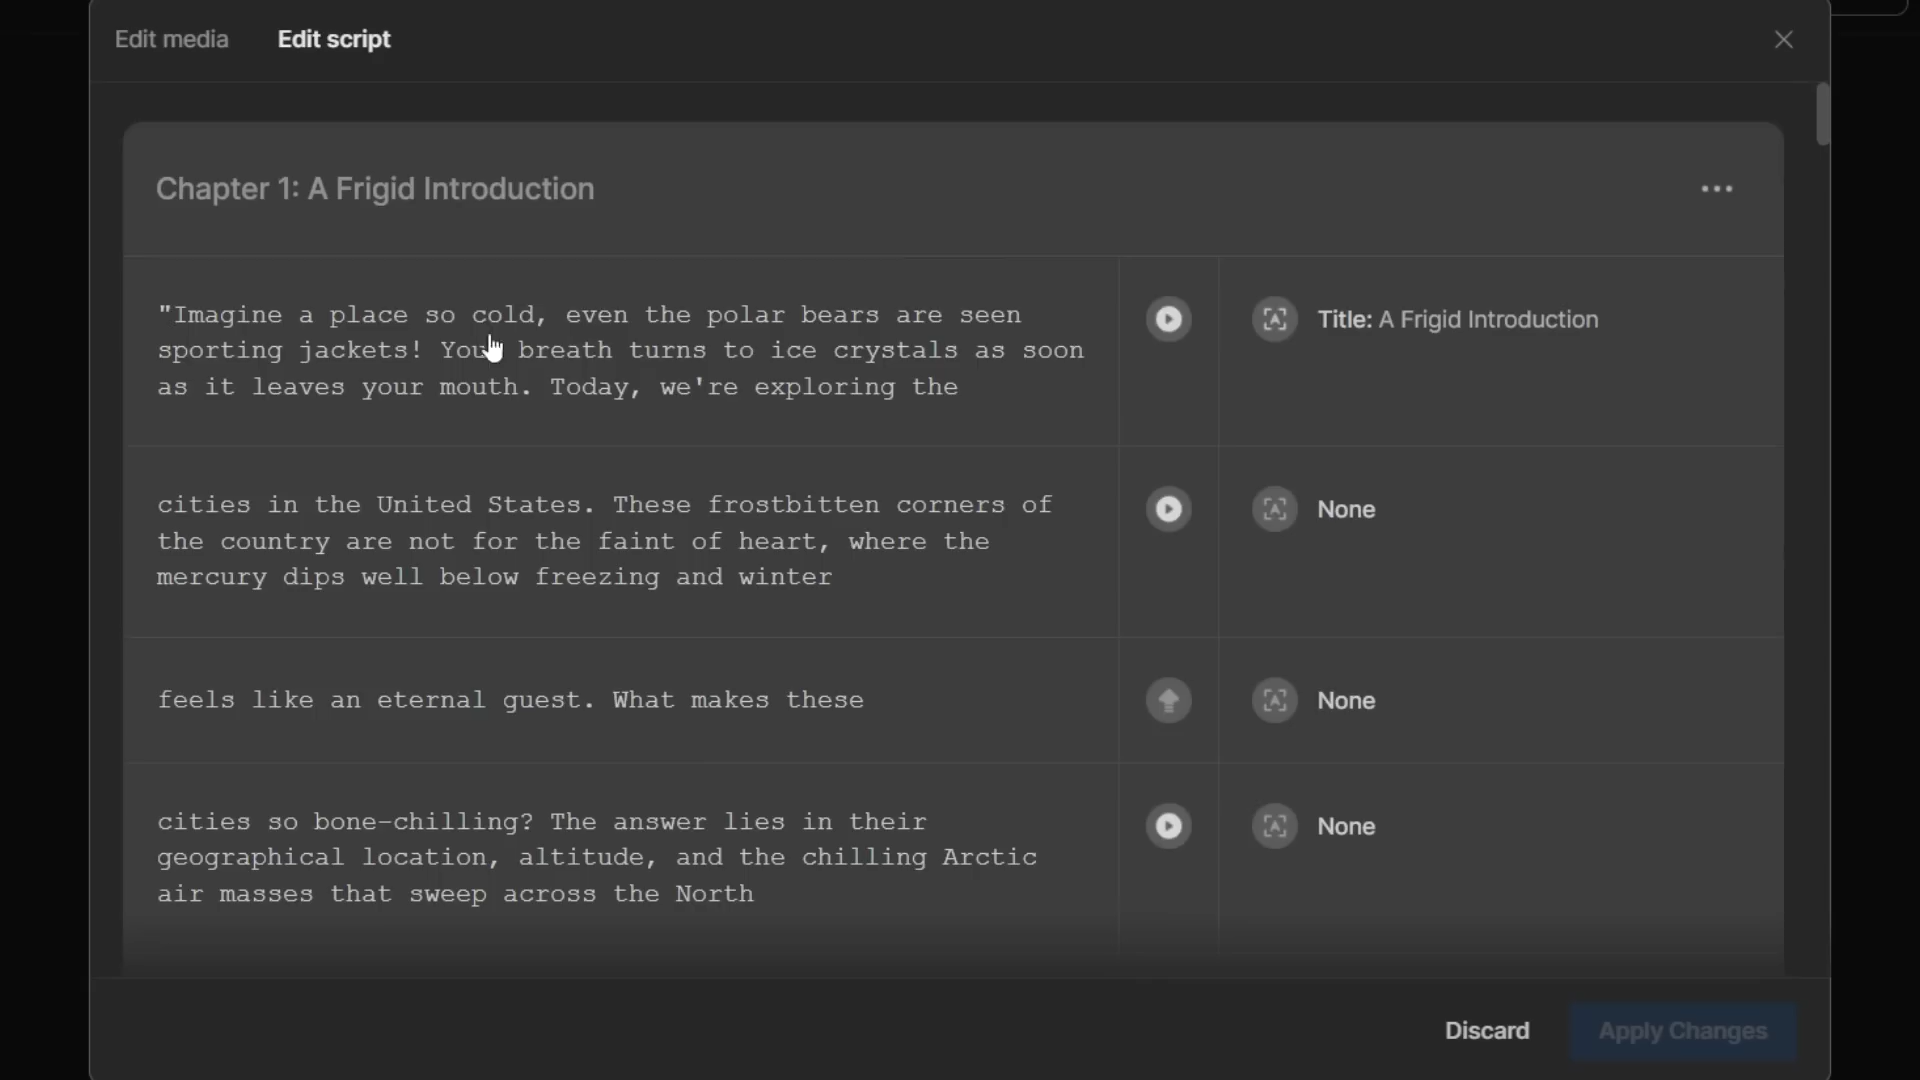 Edit media
Edit script
Chapter 1: A Frigid Introduction
"Imagine a place so cold, even the polar bears are seen
sporting jackets! You breath turns to ice crystals as soon
as it leaves your mouth. Today, we're exploring the
Title: A Frigid Introduction
cities in the United States. These frostbitten corners of
the country are not for the faint of heart, where the
mercury dips well below freezing and winter
None
feels like an eternal guest. What makes these
None
cities so bone-chilling? The answer lies in their
geographical location, altitude, and the chilling Arctic
air masses that sweep across the North
None
Discard
Apply Changes